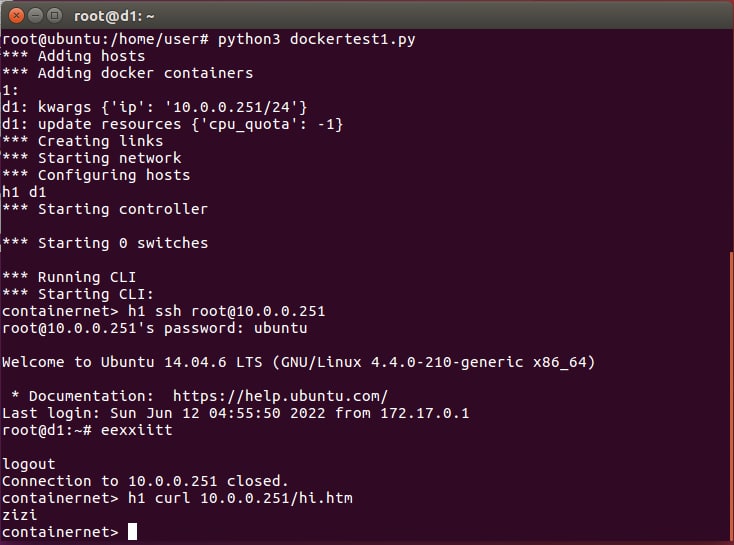 root@d1: ~
root@ubuntu:/home/user# python3 dockertest1.py
*** Adding hosts
*** Adding docker containers
1:
d1: kwargs {'ip': '10.0.0.251/24'}
d1: update resources {'cpu_quota': -1}
*** Creating links
*** Starting network
*** Configuring hosts
h1 d1
*** Starting controller
*** Starting 0 switches
*** Running CLI
*** Starting CLI:
containernet> h1 ssh root@10.0.0.251
root@10.0.0.251's password: ubuntu
Welcome to Ubuntu 14.04.6 LTS (GNU/Linux 4.4.0-210-generic x86_64)
* Documentation:  https://help.ubuntu.com/
Last login: Sun Jun 12 04:55:50 2022 from 172.17.0.1
root@d1:~# eexxiitt
logout
Connection to 10.0.0.251 closed.
containernet> h1 curl 10.0.0.251/hi.htm
zizi
containernet>